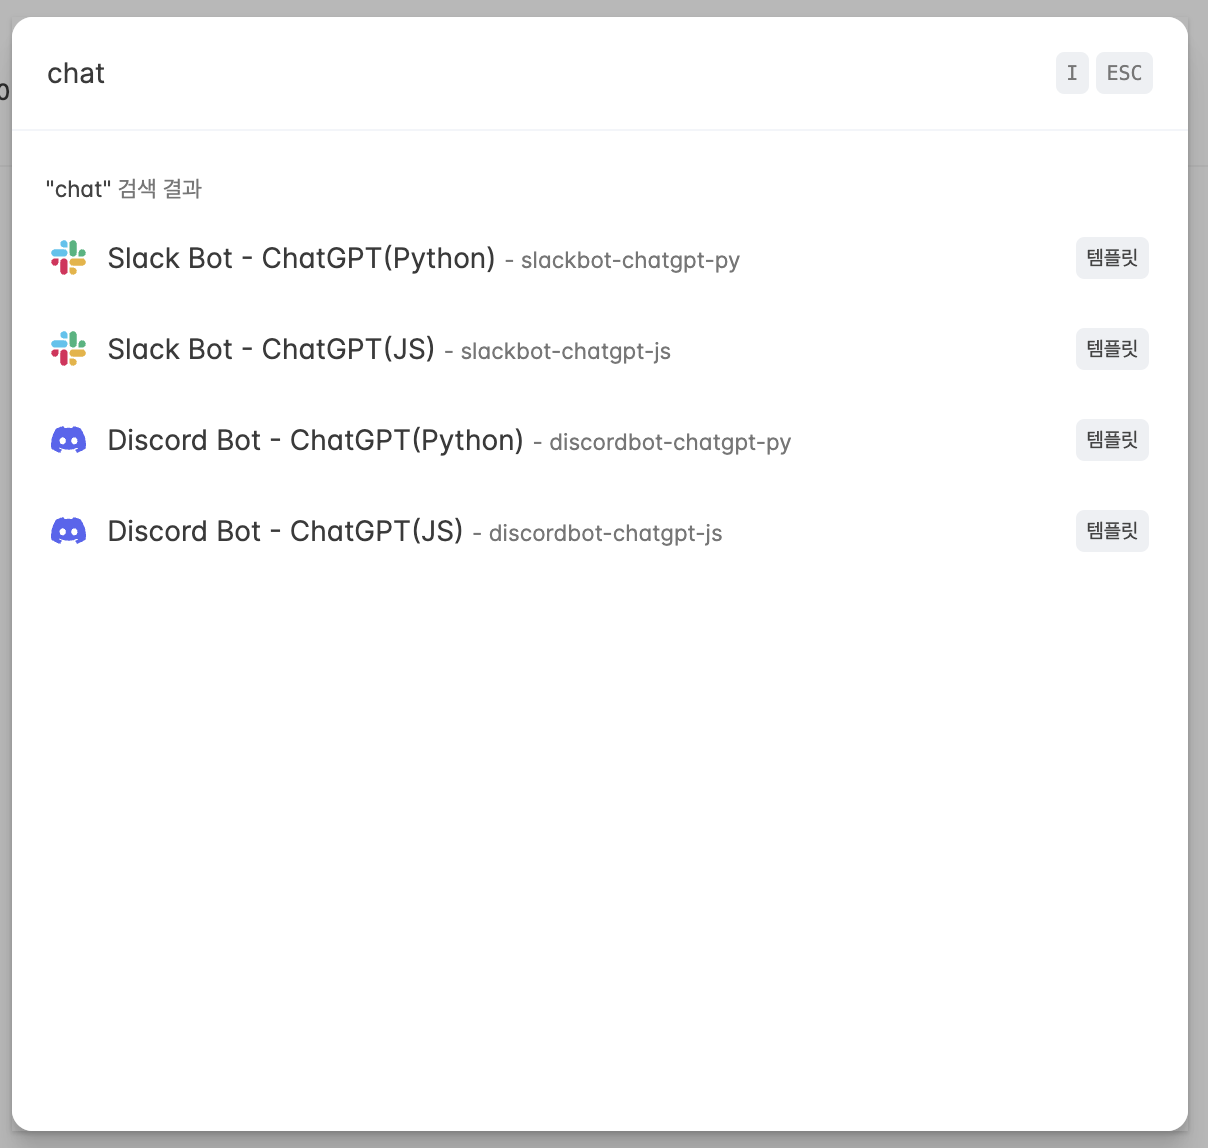 chat
I ESC
"chat" 검색 결과
Slack Bot - ChatGPT(Python) - slackbot-chatgpt-py 템플릿
Slack Bot - ChatGPT(JS) - slackbot-chatgpt-js 템플릿
Discord Bot - ChatGPT(Python) - discordbot-chatgpt-py 템플릿
Discord Bot - ChatGPT(JS) - discordbot-chatgpt-js 템플릿